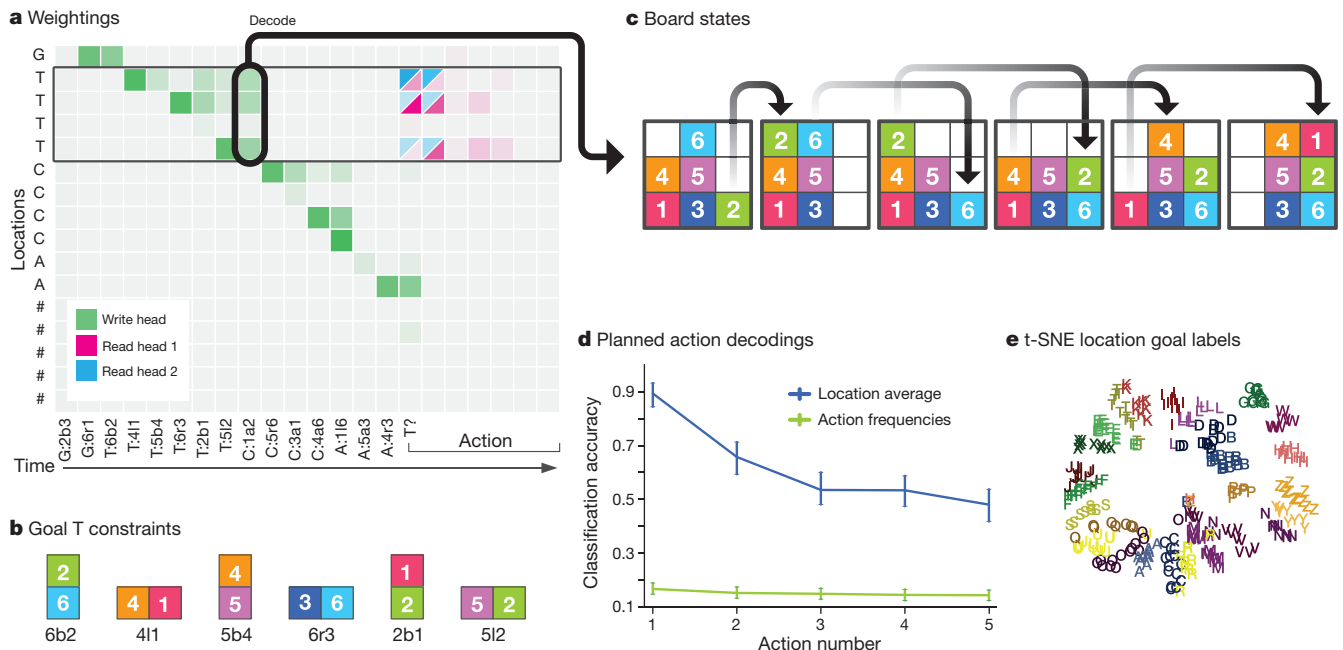 a Weightings
Decode
G
T
T
T
T
C
C
C
C
A
A
#
#
#
#
#
Locations
Write head
Read head 1
Read head 2
G:2b3
G:6r1
T:6b2
T:4l1
T:5b4
T:6r3
T:2b1
T:5l2
C:1a2
C:5r6
C:3a1
C:4a6
A:1l6
A:5a3
A:4r3
T?
Action
Time
b Goal T constraints
2 4 1
6 4 1 5 3 6 2 5 2
6b2 4l1 5b4 6r3 2b1 5l2
c Board states
6 2 6 2 4 4 1
4 5 4 5 4 5 4 5 2 5 2 5 2
1 3 2 1 3 1 3 6 1 3 6 1 3 6 3 6
d Planned action decodings
Classification accuracy
0.9
0.7
0.5
0.3
0.1
Location average
Action frequencies
1 2 3 4 5
Action number
e t-SNE location goal labels